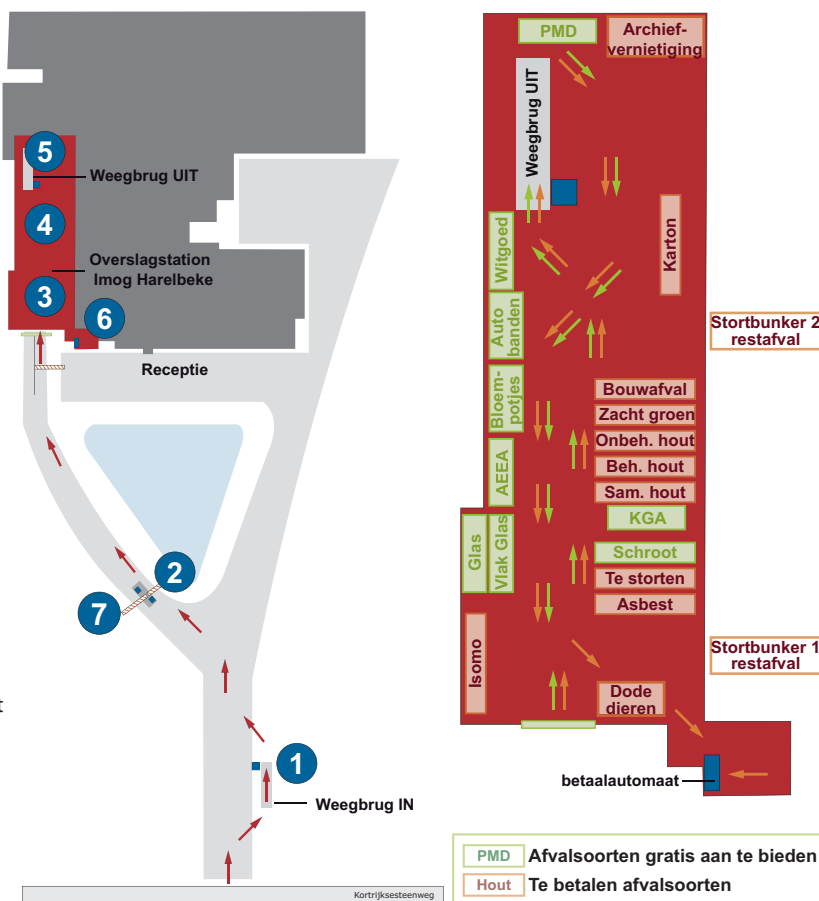 5
Weegbrug UIT
4
Overslagstation
Imog Harelbeke
3
6
Receptie
2
7
t
1
Weegbrug IN
Kortrijksesteenweg
PMD
Archief-
vernietiging
Weegbrug UIT
Karton
Witgoed
Auto
banden
Stortbunker 2
restafval
Bloem-
potjes
Bouwafval
Zacht groen
Onbeh. hout
Beh. hout
Sam. hout
AEEA
KGA
Glas
Vlak Glas
Schroot
Te storten
Asbest
Isomo
Stortbunker 1
restafval
Dode
dieren
betaalautomaat
PMD Afvalsoorten gratis aan te bieden
Hout Te betalen afvalsoorten